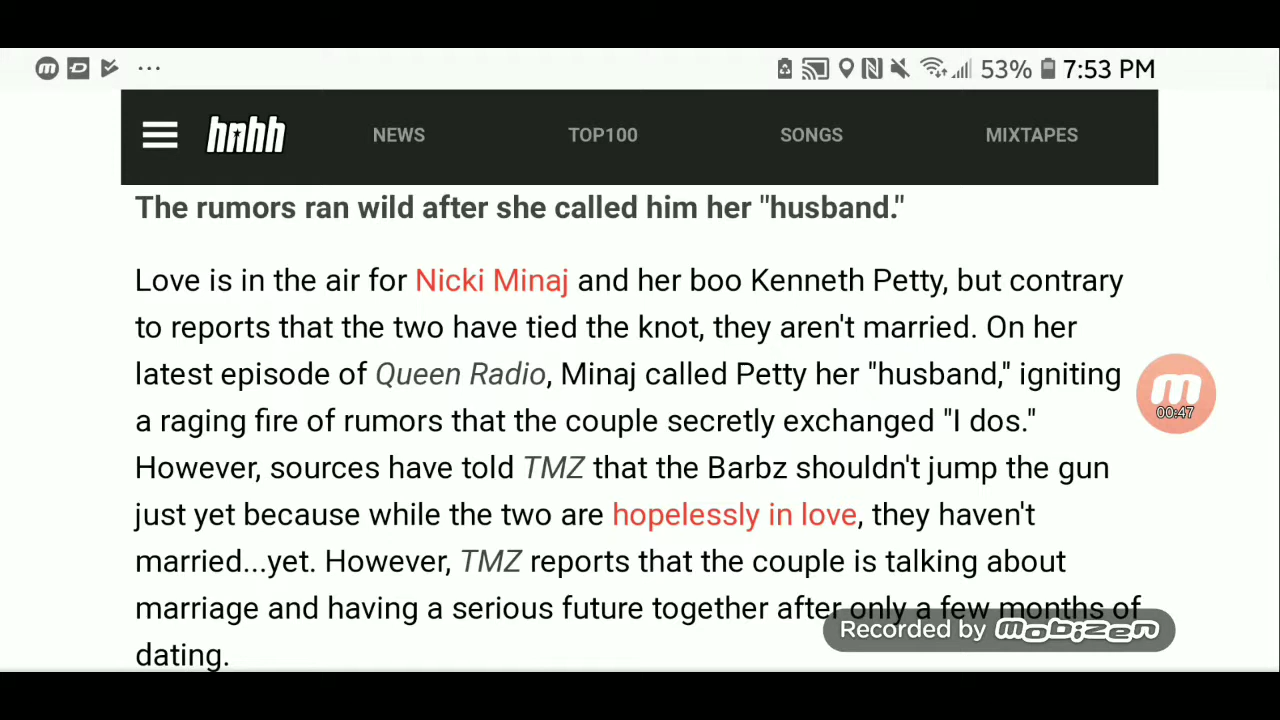 ... 53% 7:53 PM
hnhh NEWS TOP100 SONGS MIXTAPES
The rumors ran wild after she called him her "husband."
Love is in the air for Nicki Minaj and her boo Kenneth Petty, but contrary
to reports that the two have tied the knot, they aren't married. On her
latest episode of Queen Radio, Minaj called Petty her "husband," igniting
a raging fire of rumors that the couple secretly exchanged "I dos."
However, sources have told TMZ that the Barbz shouldn't jump the gun
just yet because while the two are hopelessly in love, they haven't
married...yet. However, TMZ reports that the couple is talking about
marriage and having a serious future together after only a few months of
dating.
m
00:47
Recorded by mobizen